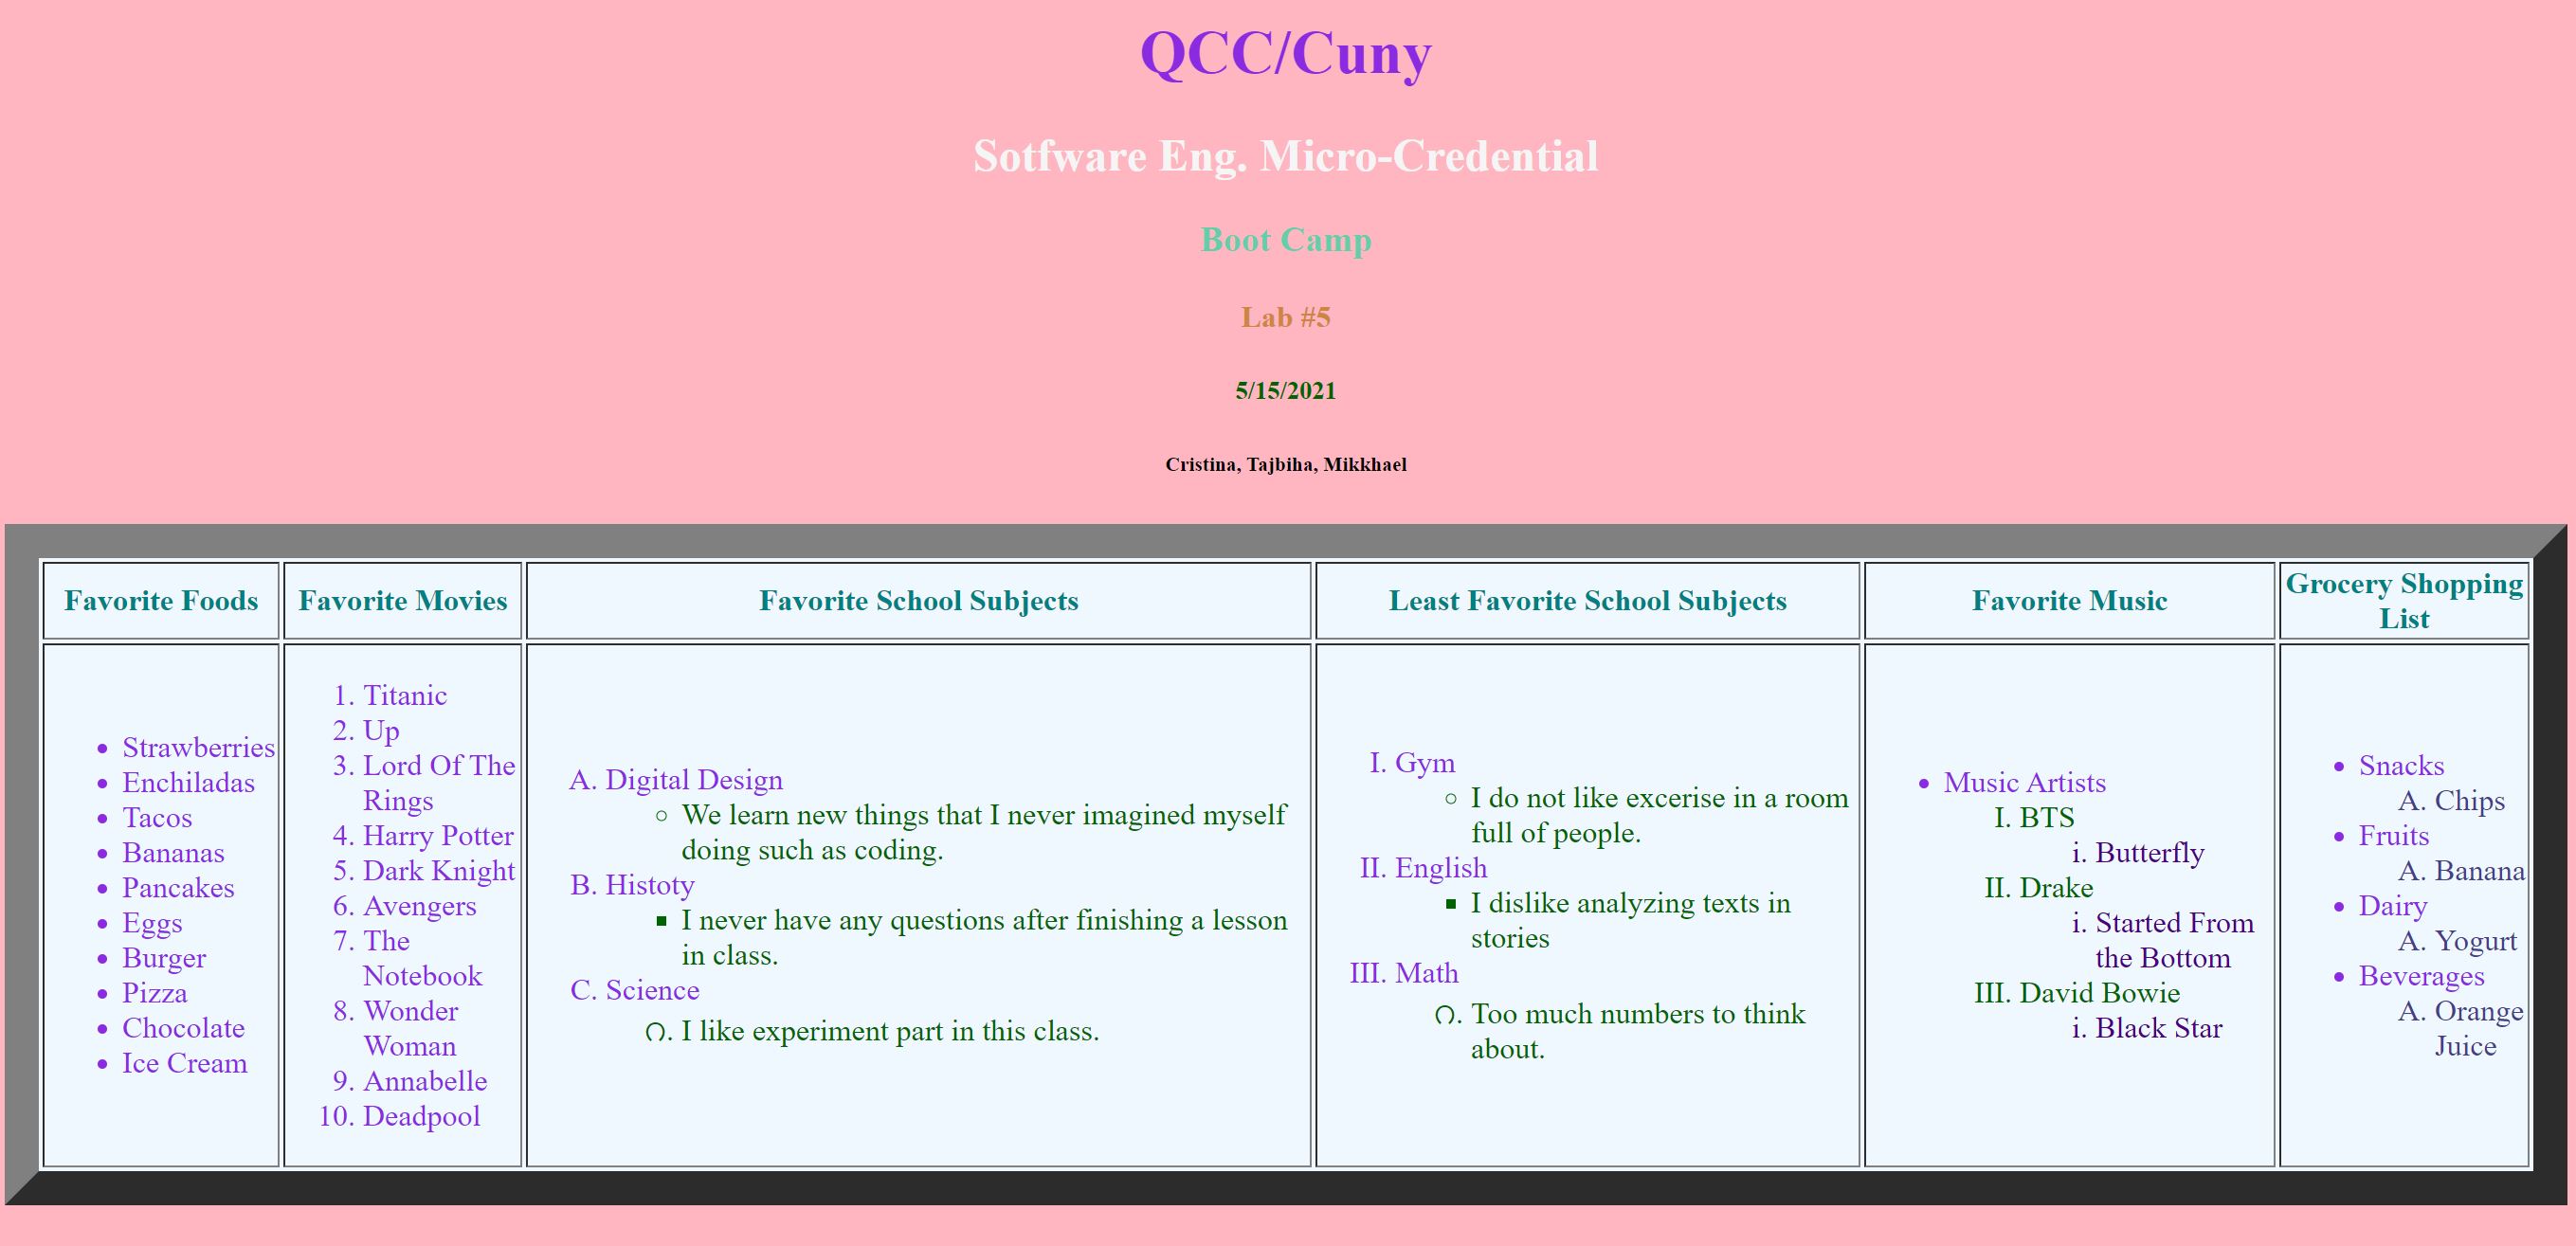 QCC/Cuny
Sotfware Eng. Micro-Credential
Boot Camp
Lab #5
5/15/2021
Cristina, Tajbiha, Mikkhael
Favorite Foods
Favorite Movies
Favorite School Subjects
Least Favorite School Subjects
Favorite Music
Grocery Shopping
List
• Strawberries
• Enchiladas
• Tacos
• Bananas
• Pancakes
• Eggs
• Burger
• Pizza
• Chocolate
• Ice Cream
1. Titanic
2. Up
3. Lord Of The
Rings
4. Harry Potter
5. Dark Knight
6. Avengers
7. The
Notebook
8. Wonder
Woman
9. Annabelle
10. Deadpool
A. Digital Design
◦ We learn new things that I never imagined myself
doing such as coding.
B. Histoty
▪ I never have any questions after finishing a lesson
in class.
C. Science
Ո. I like experiment part in this class.
I. Gym
◦ I do not like excerise in a room
full of people.
II. English
▪ I dislike analyzing texts in
stories
III. Math
Ո. Too much numbers to think
about.
• Music Artists
I. BTS
i. Butterfly
II. Drake
i. Started From
the Bottom
III. David Bowie
i. Black Star
• Snacks
A. Chips
• Fruits
A. Banana
• Dairy
A. Yogurt
• Beverages
A. Orange
Juice